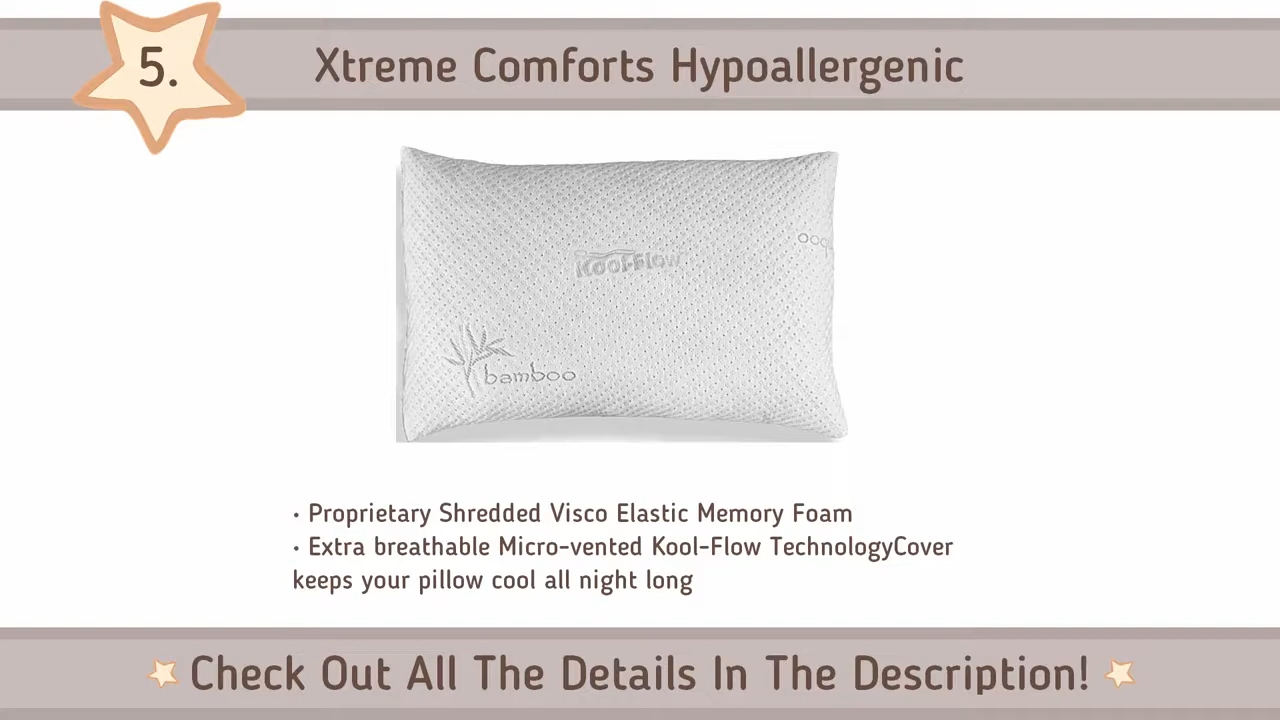 5.
Xtreme Comforts Hypoallergenic
Kool-Flow
bamboo
• Proprietary Shredded Visco Elastic Memory Foam
• Extra breathable Micro-vented Kool-Flow TechnologyCover
keeps your pillow cool all night long
Check Out All The Details In The Description!